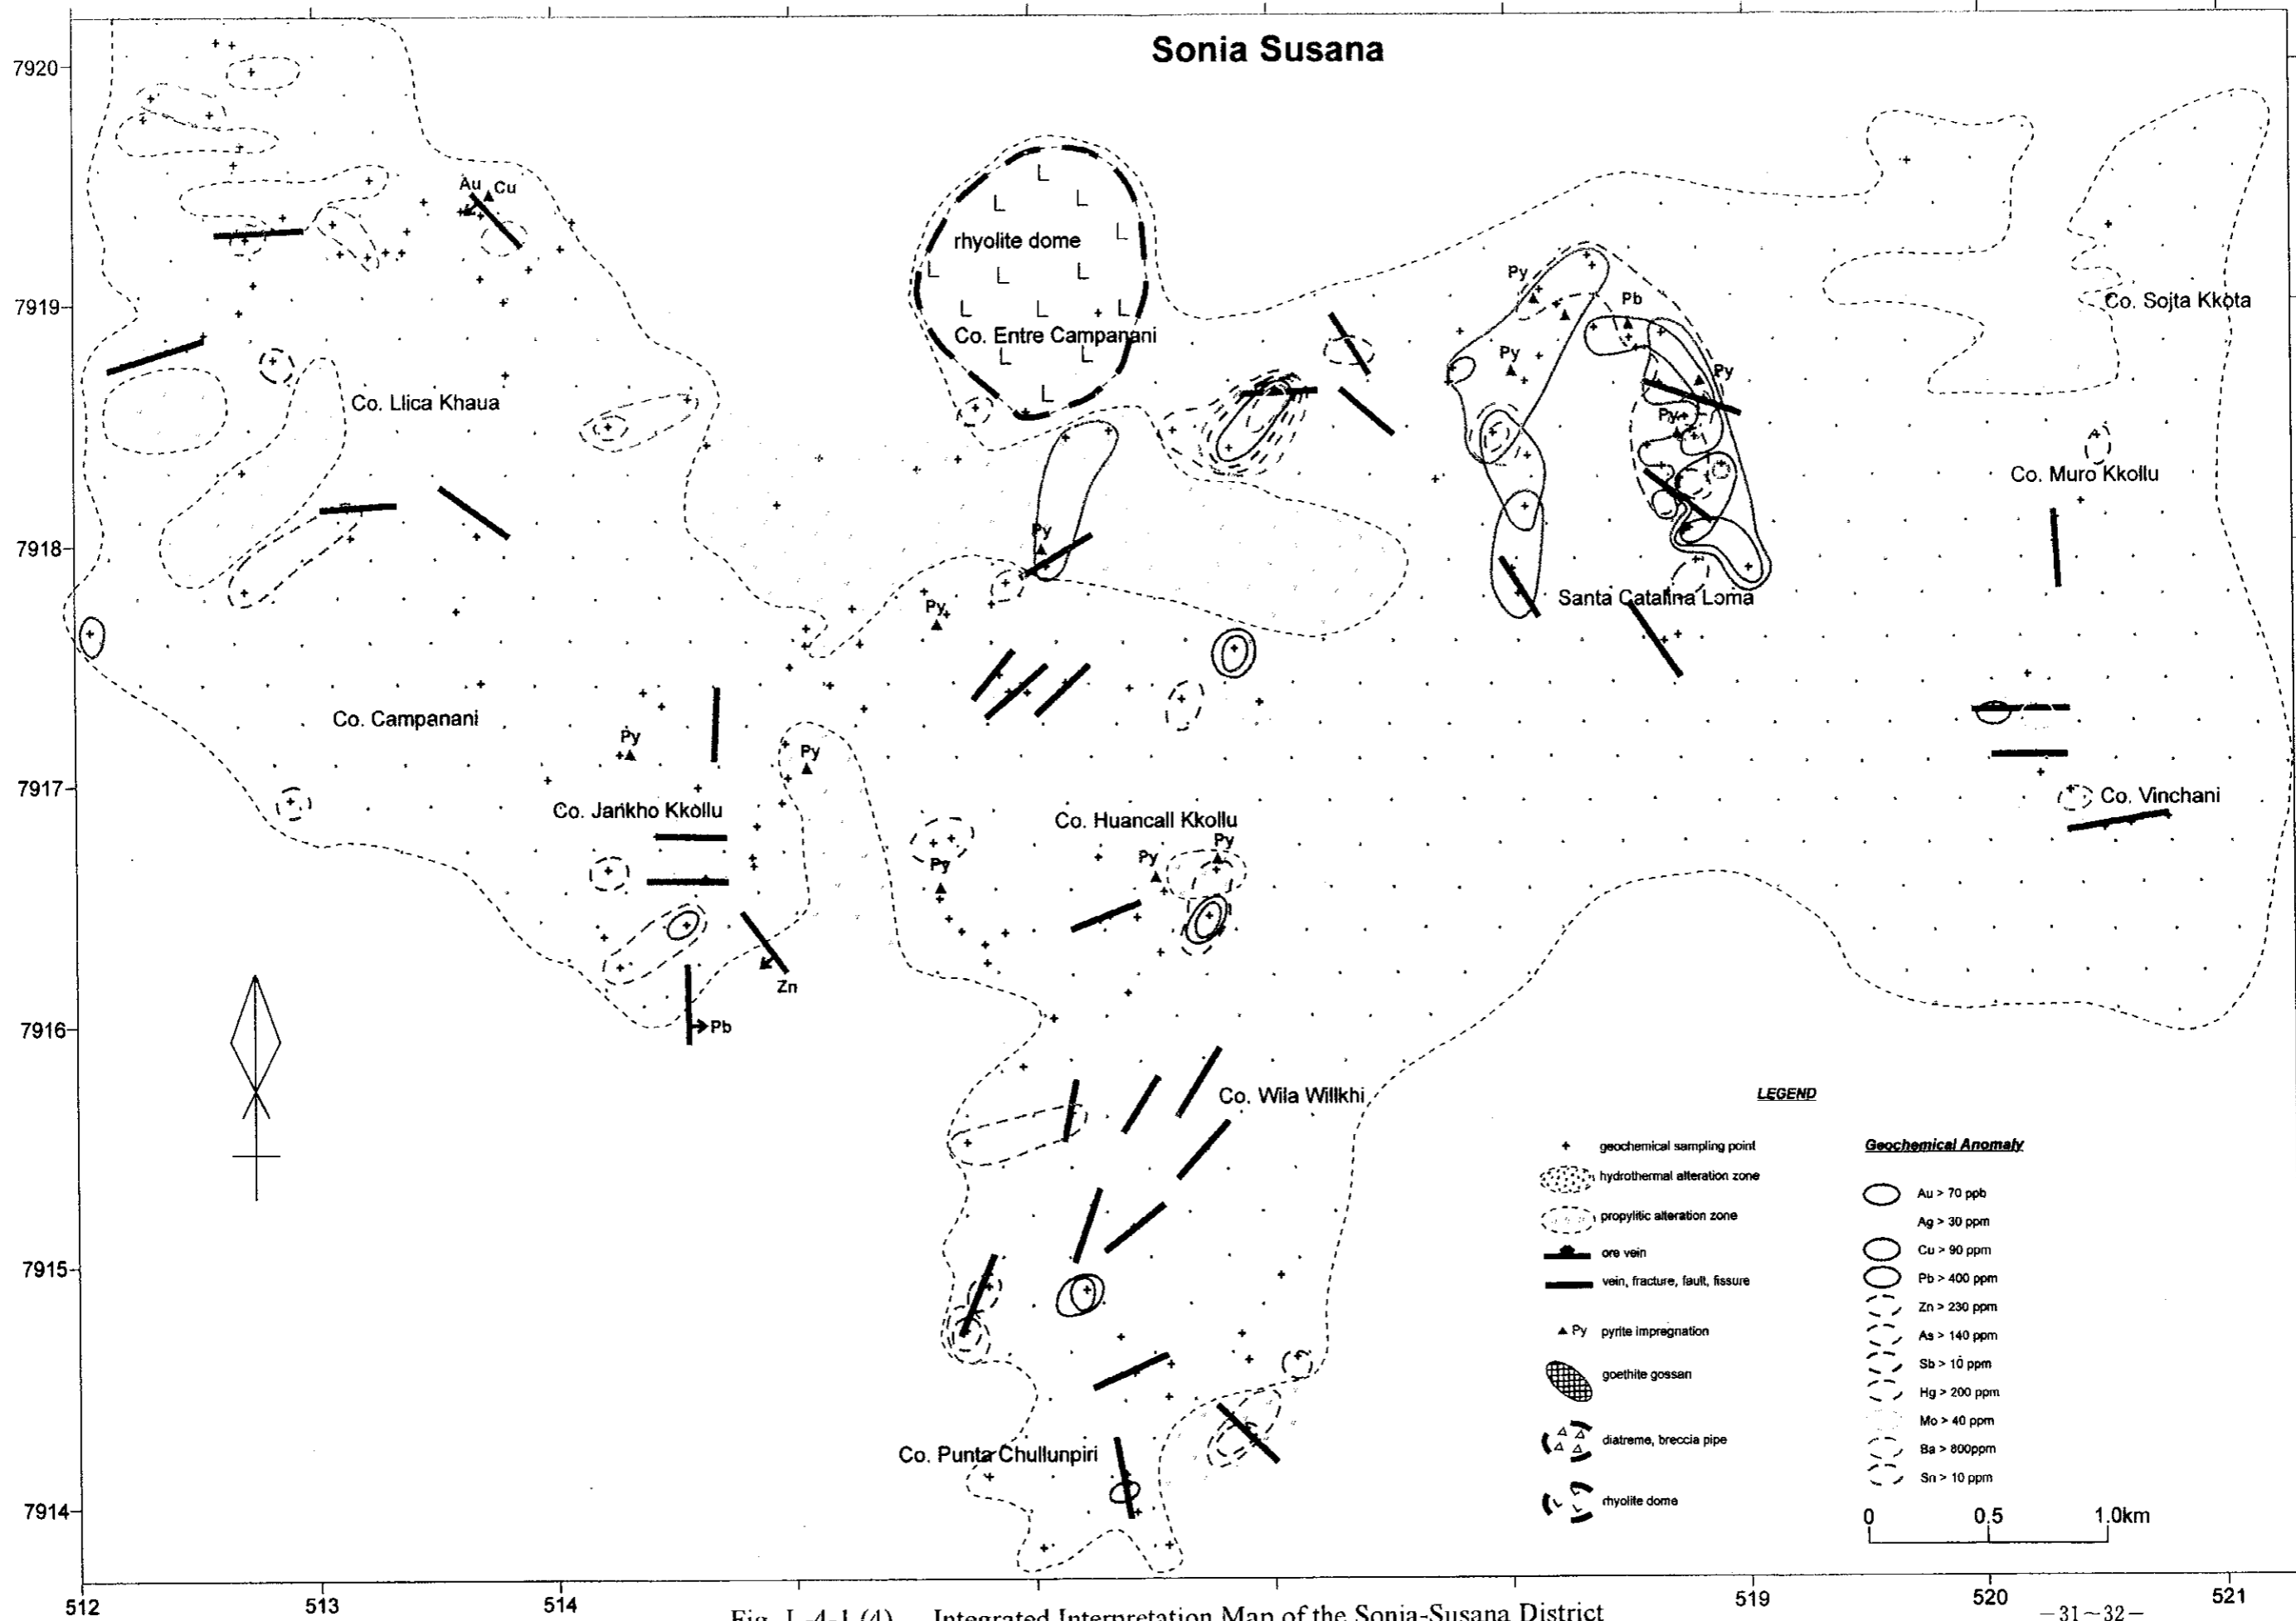 Sonia Susana
7920
Au
Cu
rhyolite dome
Py
Pb
7919
Co. Sojta Kkota
Co. Entre Campanani
Py
Py
Co. Llica Khaua
Py
Co. Muro Kkollu
Py
7918
Santa Catalina Loma
Py
Co. Campanani
Py
Py
7917
Co. Vinchani
Co. Jankho Kkollu
Co. Huancall Kkollu
Py
Py
Py
Zn
7916
Pb
Co. Wila Willkhi
LEGEND
geochemical sampling point
Geochemical Anomaly
hydrothermal alteration zone
Au > 70 ppb
propylitic alteration zone
Ag > 30 ppm
ore vein
Cu > 90 ppm
7915
vein, fracture, fault, fissure
Pb > 400 ppm
Zn > 230 ppm
Py pyrite impregnation
As > 140 ppm
Sb > 10 ppm
goethite gossan
Hg > 200 ppm
Mo > 40 ppm
diatreme, breccia pipe
Ba > 800ppm
Co. Punta Chullunpiri
Sn > 10 ppm
rhyolite dome
7914
0 0.5 1.0km
512 513 514 519 520 521
Fig. I-4-1 (4) Integrated Interpretation Map of the Sonia-Susana District
-31~32-